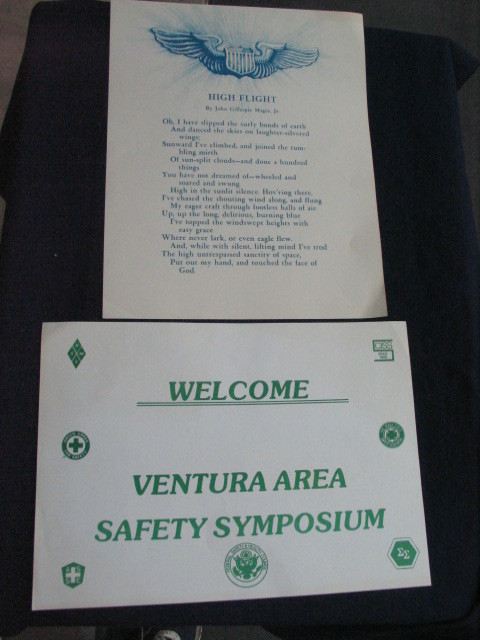 HIGH FLIGHT
By John Gillespie Magee, Jr.
Oh, I have slipped the surly bonds of earth
And danced the skies on laughter-silvered
wings;
Sunward I've climbed, and joined the tum-
bling mirth
Of sun-split clouds—and done a hundred
things
You have not dreamed of—wheeled and
soared and swung
High in the sunlit silence. Hov'ring there,
I've chased the shouting wind along, and flung
My eager craft through footless halls of air.
Up, up the long, delirious, burning blue
I've topped the windswept heights with
easy grace
Where never lark, or even eagle flew.
And, while with silent, lifting mind I've trod
The high untrespassed sanctity of space,
Put out my hand, and touched the face of
God.
WELCOME
VENTURA AREA
SAFETY SYMPOSIUM
ΣΣ